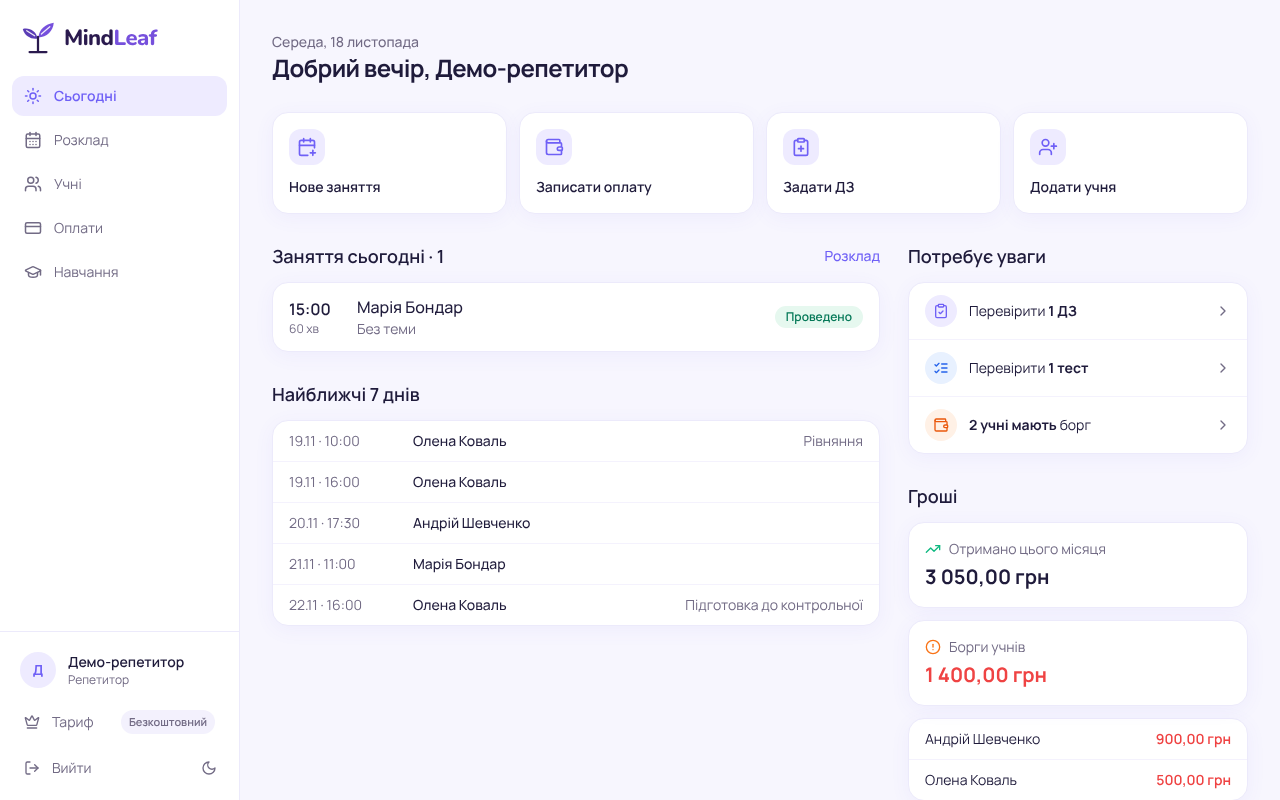 MindLeaf
Сьогодні
Розклад
Учні
Оплати
Навчання
Д
Демо-репетитор
Репетитор
Тариф
Безкоштовний
Вийти
Середа, 18 листопада
Добрий вечір, Демо-репетитор
Нове заняття
Записати оплату
Задати ДЗ
Додати учня
Заняття сьогодні · 1
Розклад
15:00
60 хв
Марія Бондар
Без теми
Проведено
Найближчі 7 днів
19.11 · 10:00 Олена Коваль Рівняння
19.11 · 16:00 Олена Коваль
20.11 · 17:30 Андрій Шевченко
21.11 · 11:00 Марія Бондар
22.11 · 16:00 Олена Коваль Підготовка до контрольної
Потребує уваги
Перевірити 1 ДЗ
Перевірити 1 тест
2 учні мають борг
Гроші
Отримано цього місяця
3 050,00 грн
Борги учнів
1 400,00 грн
Андрій Шевченко 900,00 грн
Олена Коваль 500,00 грн